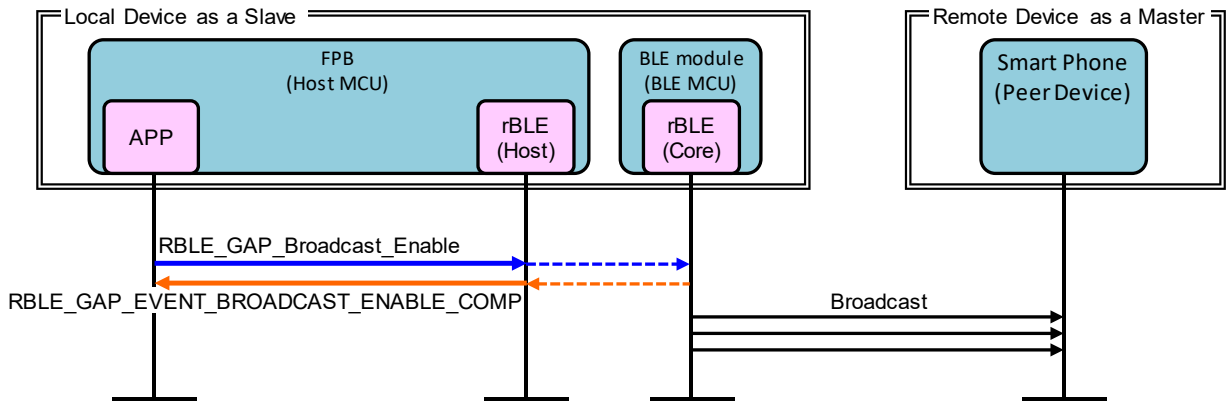 Local Device as a Slave
Remote Device as a Master
FPB
(Host MCU)
BLE module
(BLE MCU)
Smart Phone
(Peer Device)
APP
rBLE
(Host)
rBLE
(Core)
RBLE_GAP_Broadcast_Enable
RBLE_GAP_EVENT_BROADCAST_ENABLE_COMP
Broadcast